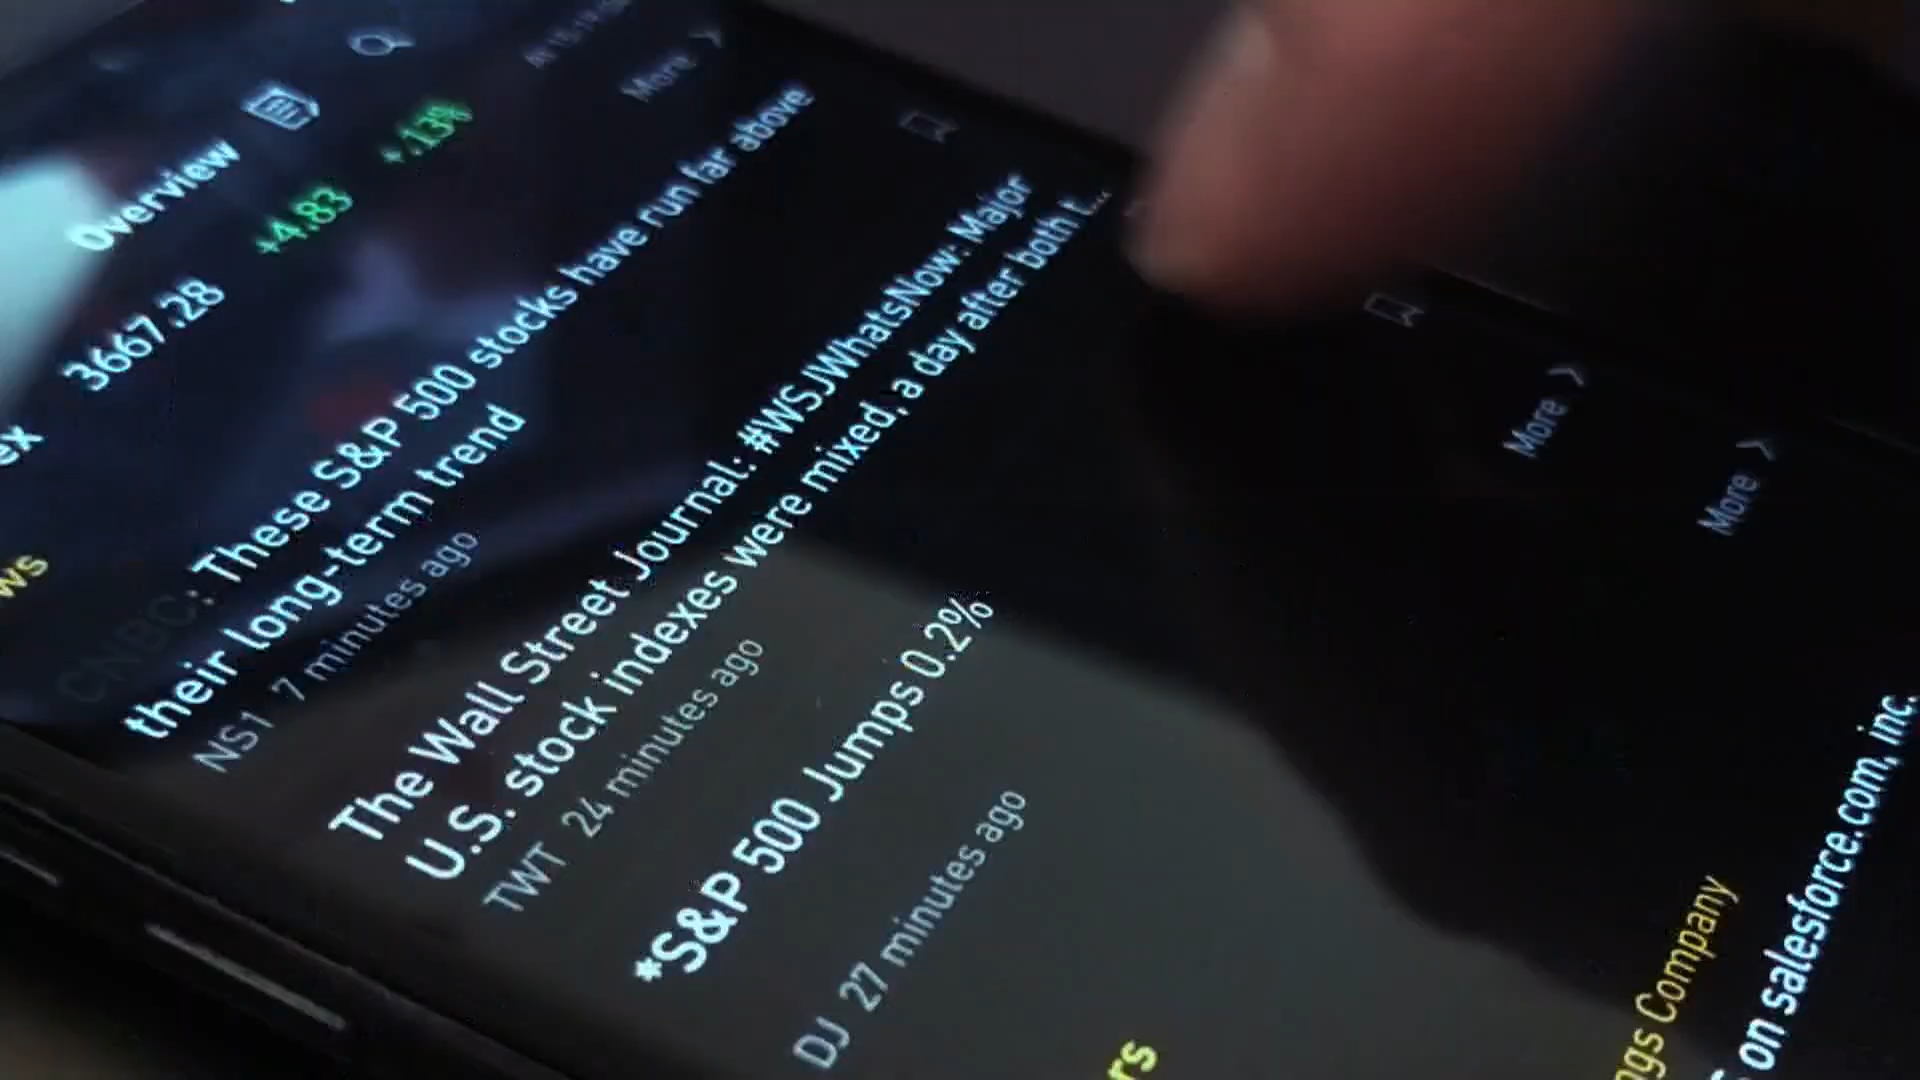 Overview
3667.28 +4.83 +.13%
More
CNBC: These S&P 500 stocks have run far above
their long-term trend
NS1 7 minutes ago
The Wall Street Journal: #WSJWhatsNow: Major
U.S. stock indexes were mixed, a day after both t...
TWT 24 minutes ago
*S&P 500 Jumps 0.2%
DJ 27 minutes ago
More
More
Company
on salesforce.com, inc.